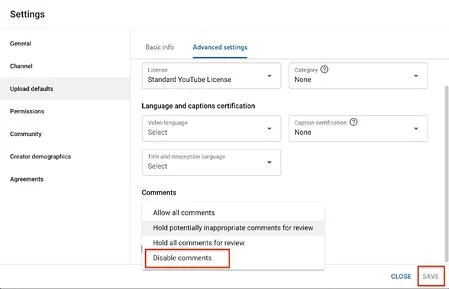 Settings
General
Channel
Upload defaults
Permissions
Community
Creator demographics
Agreements
Basic info
Advanced settings
License
Standard YouTube License
Category
None
Language and captions certification
Video language
Select
Caption certification
None
Title and description language
Select
Comments
Allow all comments
Hold potentially inappropriate comments for review
Hold all comments for review
Disable comments
CLOSE
SAVE